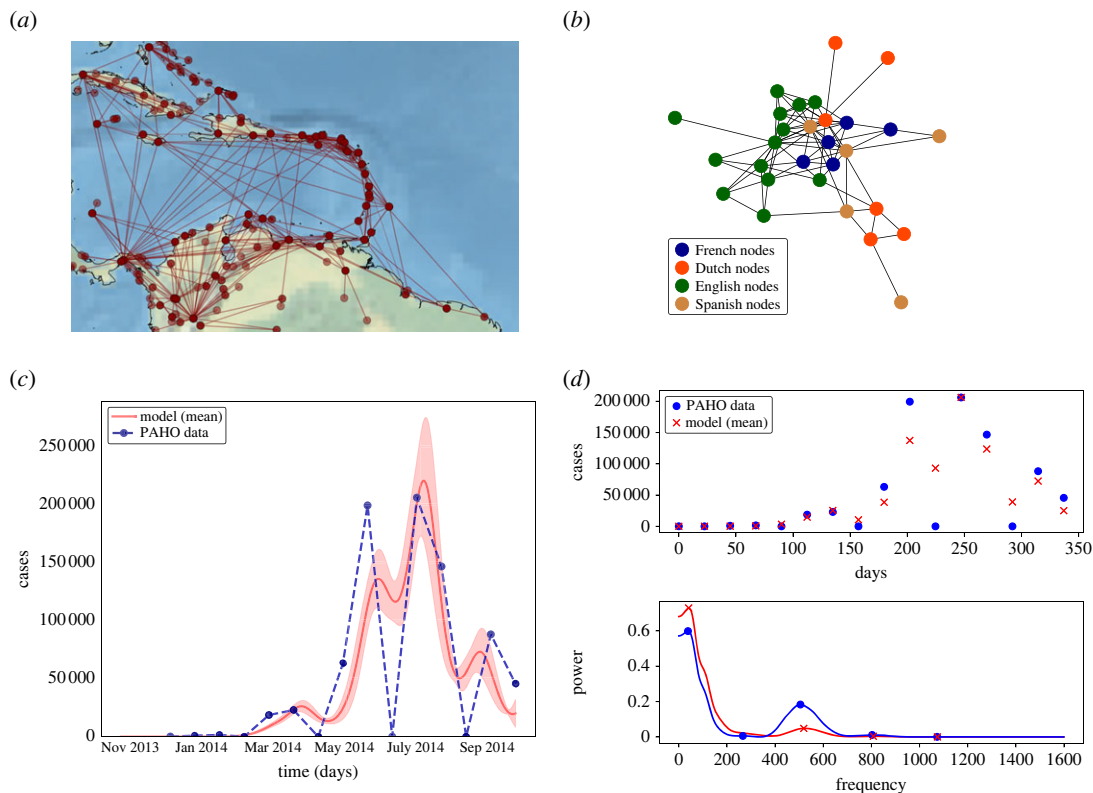 (a)
(b)
French nodes
Dutch nodes
English nodes
Spanish nodes
(c)
model (mean)
PAHO data
250 000
200 000
150 000
100 000
50 000
0
cases
Nov 2013 Jan 2014 Mar 2014 May 2014 July 2014 Sep 2014
time (days)
(d)
PAHO data
model (mean)
200 000
150 000
100 000
50 000
0
cases
0 50 100 150 200 250 300 350
days
0.6
0.4
0.2
0
power
0 200 400 600 800 1000 1200 1400 1600
frequency